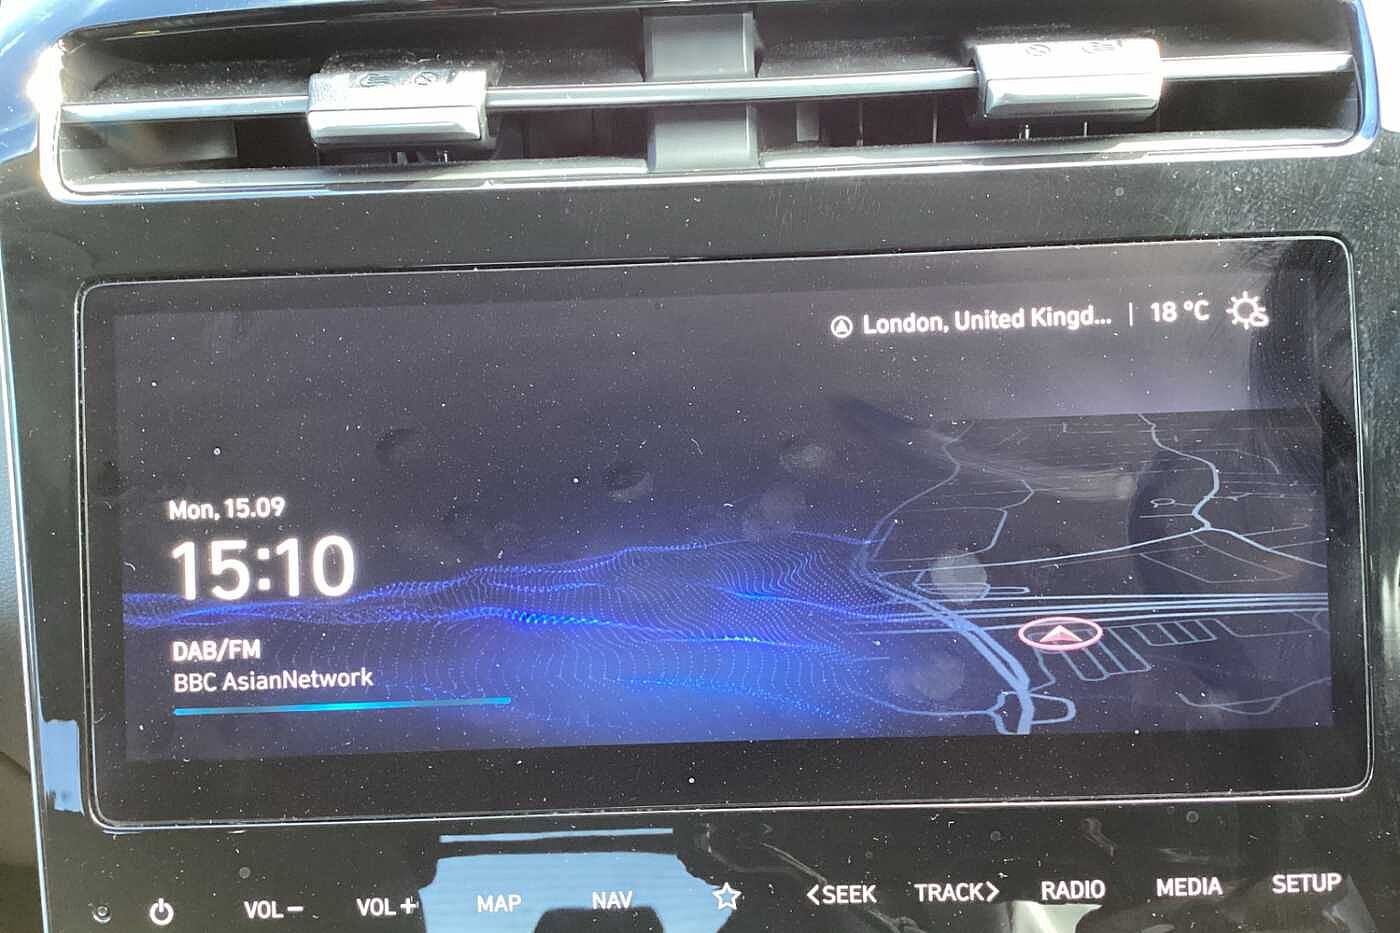 London, United Kingd... | 18 °C
Mon, 15.09
15:10
DAB/FM
BBC AsianNetwork
VOL− VOL+ MAP NAV <SEEK TRACK> RADIO MEDIA SETUP